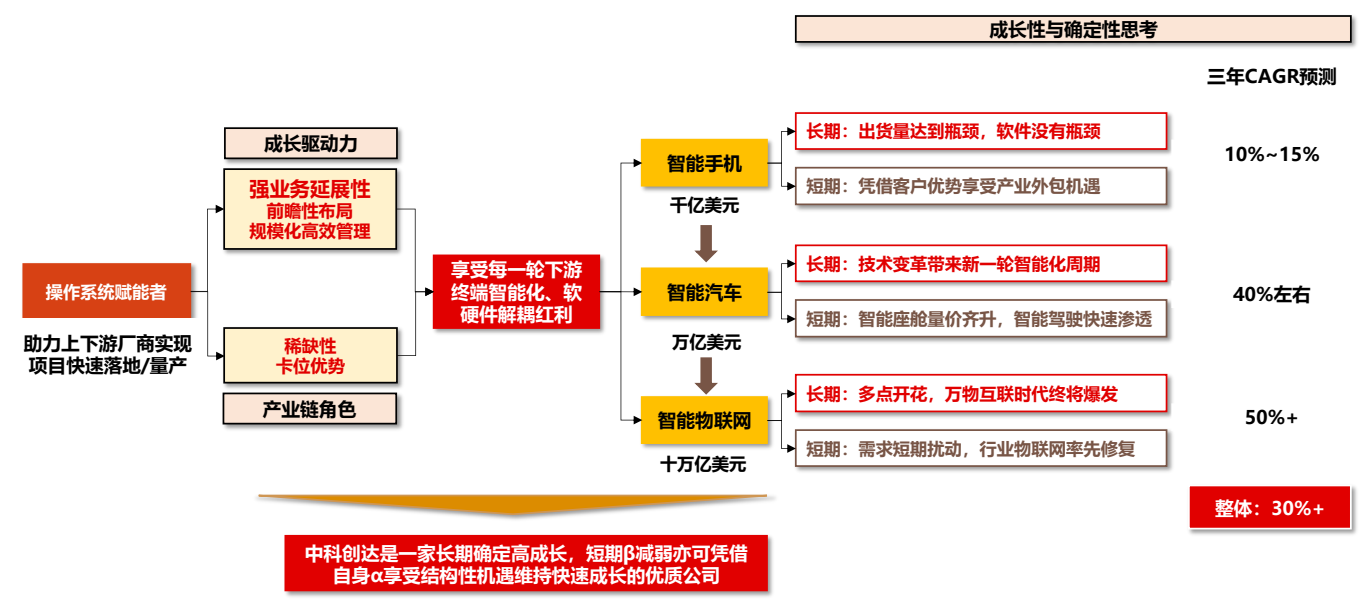 成长性与确定性思考
三年CAGR预测
成长驱动力
强业务延展性
前瞻性布局
规模化高效管理
操作系统赋能者
助力上下游厂商实现
项目快速落地/量产
稀缺性
卡位优势
产业链角色
享受每一轮下游
终端智能化、软
硬件解耦红利
智能手机
千亿美元
长期：出货量达到瓶颈，软件没有瓶颈
短期：凭借客户优势享受产业外包机遇
10%~15%
智能汽车
万亿美元
长期：技术变革带来新一轮智能化周期
短期：智能座舱量价齐升，智能驾驶快速渗透
40%左右
智能物联网
十万亿美元
长期：多点开花，万物互联时代终将爆发
短期：需求短期扰动，行业物联网率先修复
50%+
整体：30%+
中科创达是一家长期确定高成长，短期β减弱亦可凭借
自身α享受结构性机遇维持快速成长的优质公司